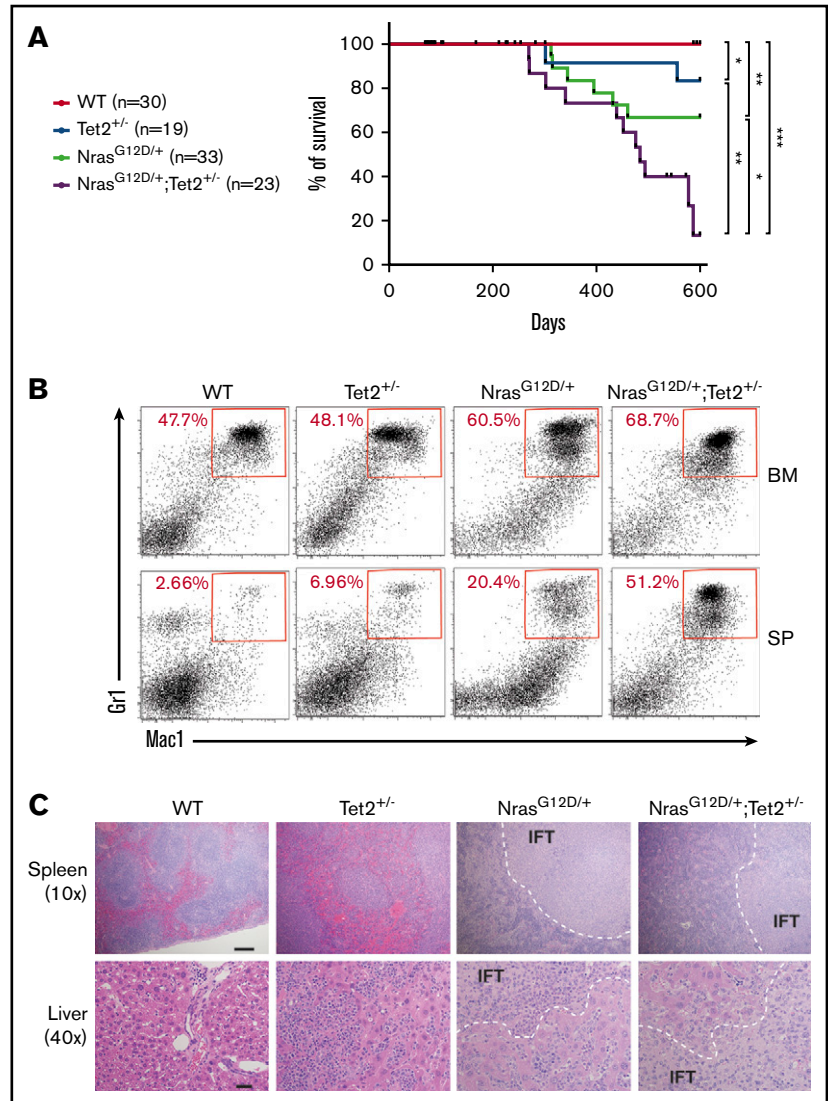 A
WT (n=30)
Tet2+/- (n=19)
NrasG12D/+ (n=33)
NrasG12D/+;Tet2+/- (n=23)
% of survival
100
80
60
40
20
0
0 200 400 600
Days
*
**
***
**
*
B
WT Tet2+/- NrasG12D/+ NrasG12D/+;Tet2+/-
47.7% 48.1% 60.5% 68.7%
BM
2.66% 6.96% 20.4% 51.2%
SP
Gr1
Mac1
C
WT Tet2+/- NrasG12D/+ NrasG12D/+;Tet2+/-
Spleen
(10x)
IFT
IFT
Liver
(40x)
IFT
IFT